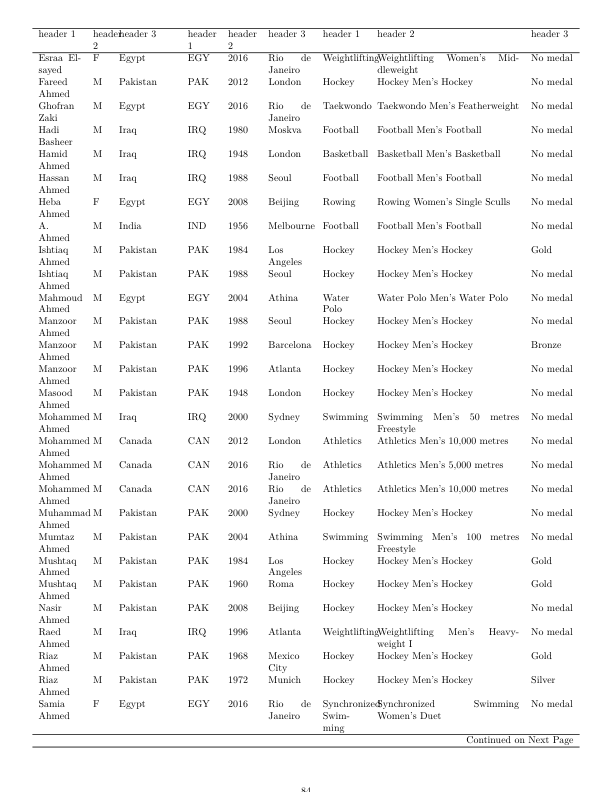 header 1 header 2 header 3 header 1 header 2 header 3 header 1 header 2 header 3
Esraa El-sayed F Egypt EGY 2016 Rio de Janeiro Weightlifting Weightlifting Women's Middleweight No medal
Fareed Ahmed M Pakistan PAK 2012 London Hockey Hockey Men's Hockey No medal
Ghofran Zaki M Egypt EGY 2016 Rio de Janeiro Taekwondo Taekwondo Men's Featherweight No medal
Hadi Basheer M Iraq IRQ 1980 Moskva Football Football Men's Football No medal
Hamid Ahmed M Iraq IRQ 1948 London Basketball Basketball Men's Basketball No medal
Hassan Ahmed M Iraq IRQ 1988 Seoul Football Football Men's Football No medal
Heba Ahmed F Egypt EGY 2008 Beijing Rowing Rowing Women's Single Sculls No medal
A. Ahmed M India IND 1956 Melbourne Football Football Men's Football No medal
Ishtiaq Ahmed M Pakistan PAK 1984 Los Angeles Hockey Hockey Men's Hockey Gold
Ishtiaq Ahmed M Pakistan PAK 1988 Seoul Hockey Hockey Men's Hockey No medal
Mahmoud Ahmed M Egypt EGY 2004 Athina Water Polo Water Polo Men's Water Polo No medal
Manzoor Ahmed M Pakistan PAK 1988 Seoul Hockey Hockey Men's Hockey No medal
Manzoor Ahmed M Pakistan PAK 1992 Barcelona Hockey Hockey Men's Hockey Bronze
Manzoor Ahmed M Pakistan PAK 1996 Atlanta Hockey Hockey Men's Hockey No medal
Masood Ahmed M Pakistan PAK 1948 London Hockey Hockey Men's Hockey No medal
Mohammed Ahmed M Iraq IRQ 2000 Sydney Swimming Swimming Men's 50 metres Freestyle No medal
Mohammed Ahmed M Canada CAN 2012 London Athletics Athletics Men's 10,000 metres No medal
Mohammed Ahmed M Canada CAN 2016 Rio de Janeiro Athletics Athletics Men's 5,000 metres No medal
Mohammed Ahmed M Canada CAN 2016 Rio de Janeiro Athletics Athletics Men's 10,000 metres No medal
Muhammad Ahmed M Pakistan PAK 2000 Sydney Hockey Hockey Men's Hockey No medal
Mumtaz Ahmed M Pakistan PAK 2004 Athina Swimming Swimming Men's 100 metres Freestyle No medal
Mushtaq Ahmed M Pakistan PAK 1984 Los Angeles Hockey Hockey Men's Hockey Gold
Mushtaq Ahmed M Pakistan PAK 1960 Roma Hockey Hockey Men's Hockey Gold
Nasir Ahmed M Pakistan PAK 2008 Beijing Hockey Hockey Men's Hockey No medal
Raed Ahmed M Iraq IRQ 1996 Atlanta Weightlifting Weightlifting Men's Heavyweight I No medal
Riaz Ahmed M Pakistan PAK 1968 Mexico City Hockey Hockey Men's Hockey Gold
Riaz Ahmed M Pakistan PAK 1972 Munich Hockey Hockey Men's Hockey Silver
Samia Ahmed F Egypt EGY 2016 Rio de Janeiro Synchronized Swimming Synchronized Swimming Women's Duet No medal
Continued on Next Page
84